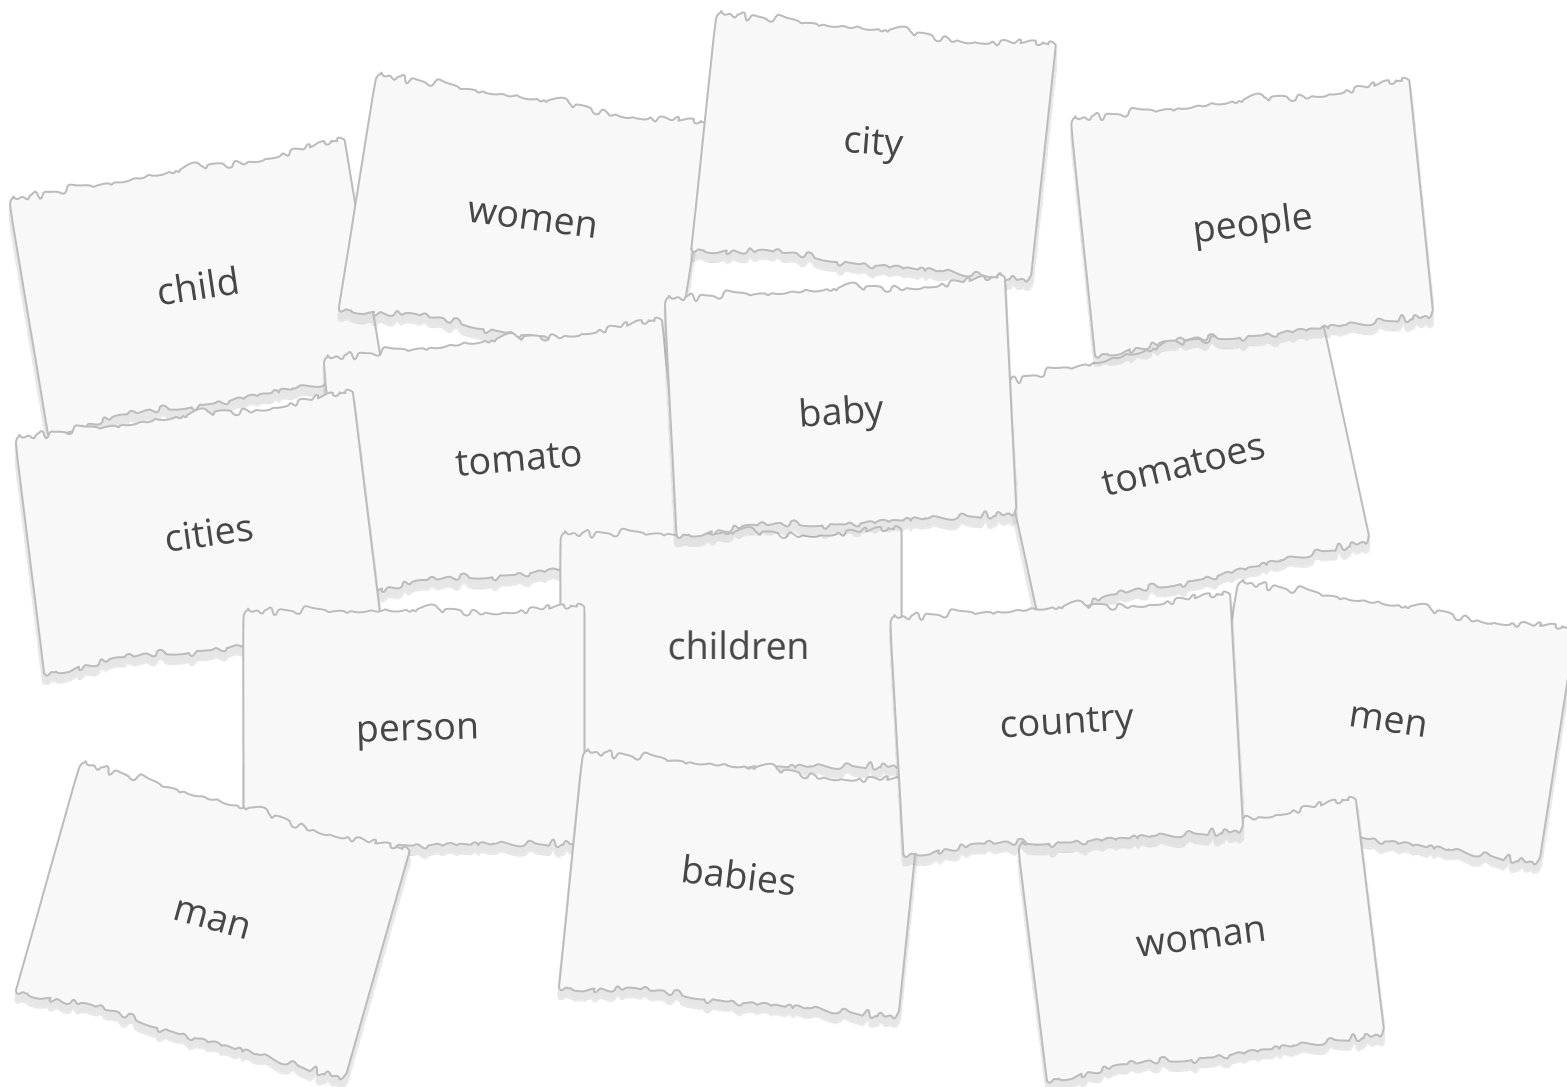 city
women
people
child
baby
tomato
tomatoes
cities
children
person
country
men
babies
man
woman